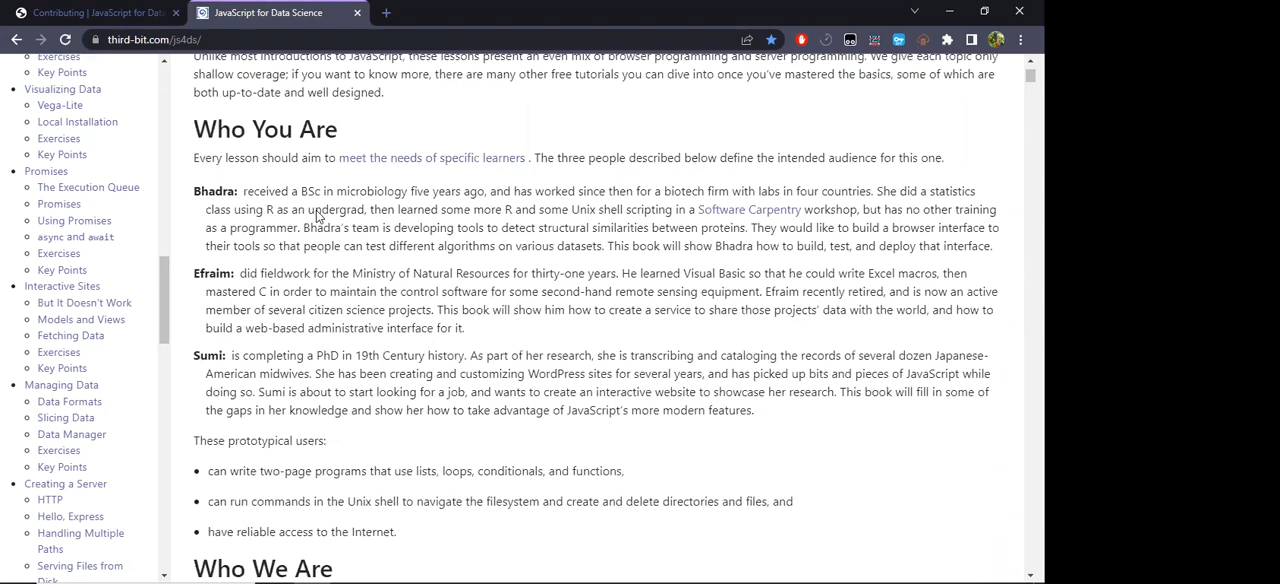 Contributing | JavaScript for Dat
JavaScript for Data Science
third-bit.com/js4ds/
Exercises
Key Points
Visualizing Data
Vega-Lite
Local Installation
Exercises
Key Points
Promises
The Execution Queue
Promises
Using Promises
async and await
Exercises
Key Points
Interactive Sites
But It Doesn't Work
Models and Views
Fetching Data
Exercises
Key Points
Managing Data
Data Formats
Slicing Data
Data Manager
Exercises
Key Points
Creating a Server
HTTP
Hello, Express
Handling Multiple
Paths
Serving Files from
Disk
Unlike most introductions to JavaScript, these lessons present an even mix of browser programming and server programming. We give each topic only
shallow coverage; if you want to know more, there are many other free tutorials you can dive into once you've mastered the basics, some of which are
both up-to-date and well designed.
Who You Are
Every lesson should aim to meet the needs of specific learners . The three people described below define the intended audience for this one.
Bhadra: received a BSc in microbiology five years ago, and has worked since then for a biotech firm with labs in four countries. She did a statistics
class using R as an undergrad, then learned some more R and some Unix shell scripting in a Software Carpentry workshop, but has no other training
as a programmer. Bhadra's team is developing tools to detect structural similarities between proteins. They would like to build a browser interface to
their tools so that people can test different algorithms on various datasets. This book will show Bhadra how to build, test, and deploy that interface.
Efraim: did fieldwork for the Ministry of Natural Resources for thirty-one years. He learned Visual Basic so that he could write Excel macros, then
mastered C in order to maintain the control software for some second-hand remote sensing equipment. Efraim recently retired, and is now an active
member of several citizen science projects. This book will show him how to create a service to share those projects' data with the world, and how to
build a web-based administrative interface for it.
Sumi: is completing a PhD in 19th Century history. As part of her research, she is transcribing and cataloging the records of several dozen Japanese-
American midwives. She has been creating and customizing WordPress sites for several years, and has picked up bits and pieces of JavaScript while
doing so. Sumi is about to start looking for a job, and wants to create an interactive website to showcase her research. This book will fill in some of
the gaps in her knowledge and show her how to take advantage of JavaScript's more modern features.
These prototypical users:
can write two-page programs that use lists, loops, conditionals, and functions,
can run commands in the Unix shell to navigate the filesystem and create and delete directories and files, and
have reliable access to the Internet.
Who We Are